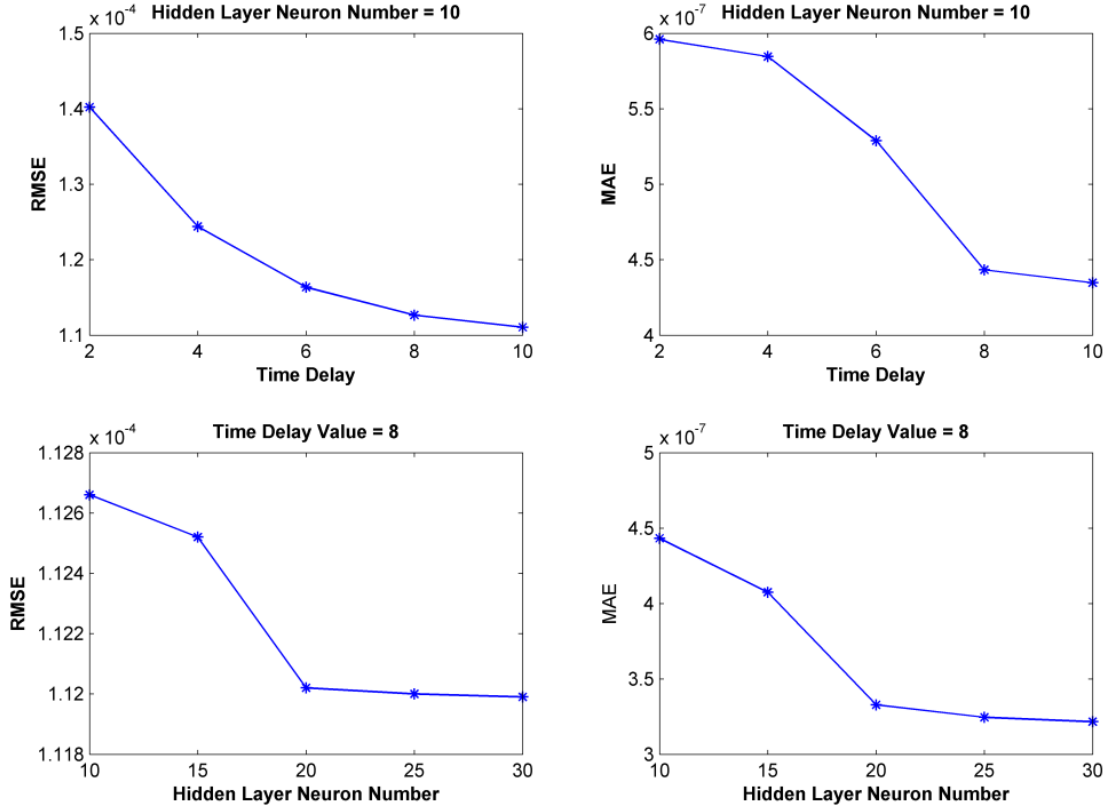 Hidden Layer Neuron Number = 10
x 10^-4
1.5
1.4
1.3
1.2
1.1
RMSE
2 4 6 8 10
Time Delay
Hidden Layer Neuron Number = 10
x 10^-7
6
5.5
5
4.5
4
MAE
2 4 6 8 10
Time Delay
Time Delay Value = 8
x 10^-4
1.128
1.126
1.124
1.122
1.12
1.118
RMSE
10 15 20 25 30
Hidden Layer Neuron Number
Time Delay Value = 8
x 10^-7
5
4.5
4
3.5
3
MAE
10 15 20 25 30
Hidden Layer Neuron Number